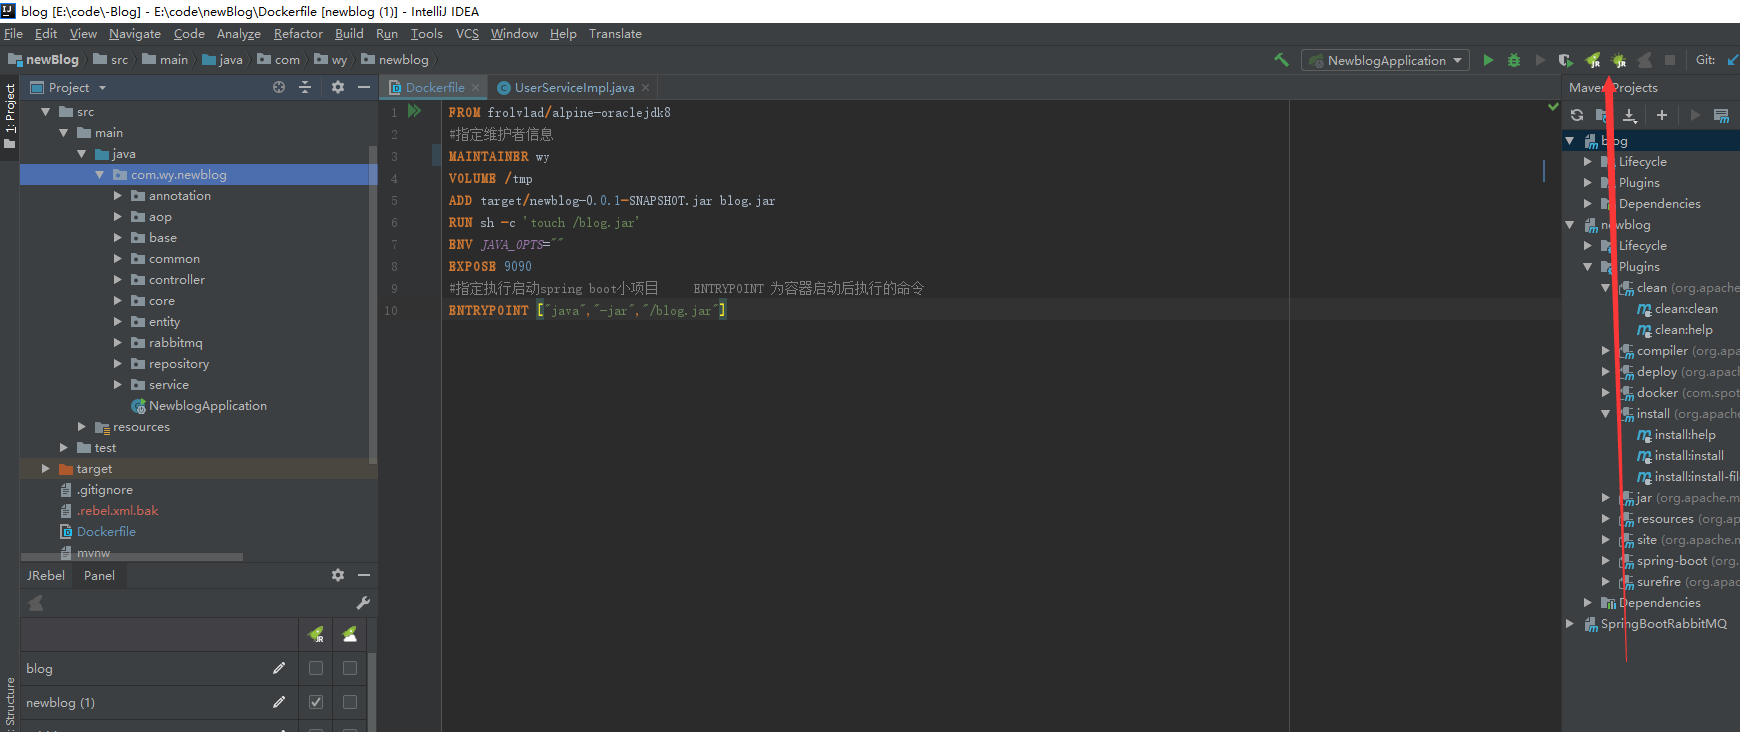 blog [E:\code\-Blog] - E:\code\newBlog\Dockerfile [newblog (1)] - IntelliJ IDEA
File Edit View Navigate Code Analyze Refactor Build Run Tools VCS Window Help Translate
newBlog src main java com wy newblog
NewblogApplication
Git:
1: Project
Project
src
main
java
com.wy.newblog
annotation
aop
base
common
controller
core
entity
rabbitmq
repository
service
NewblogApplication
resources
test
target
.gitignore
.rebel.xml.bak
Dockerfile
mvnw
JRebel Panel
blog
newblog (1)
Structure
Dockerfile
UserServiceImpl.java
1 FROM frolvlad/alpine-oraclejdk8
2 #指定维护者信息
3 MAINTAINER wy
4 VOLUME /tmp
5 ADD target/newblog-0.0.1-SNAPSHOT.jar blog.jar
6 RUN sh -c 'touch /blog.jar'
7 ENV JAVA_OPTS=""
8 EXPOSE 9090
9 #指定执行启动spring boot小项目 ENTRYPOINT 为容器启动后执行的命令
10 ENTRYPOINT ["java","-jar","/blog.jar"]
Maven Projects
blog
Lifecycle
Plugins
Dependencies
newblog
Lifecycle
Plugins
clean (org.apache
clean:clean
clean:help
compiler (org.apa
deploy (org.apach
docker (com.spot
install (org.apache
install:help
install:install
install:install-fil
jar (org.apache.m
resources (org.ap
site (org.apache.n
spring-boot (org.
surefire (org.apac
Dependencies
SpringBootRabbitMQ